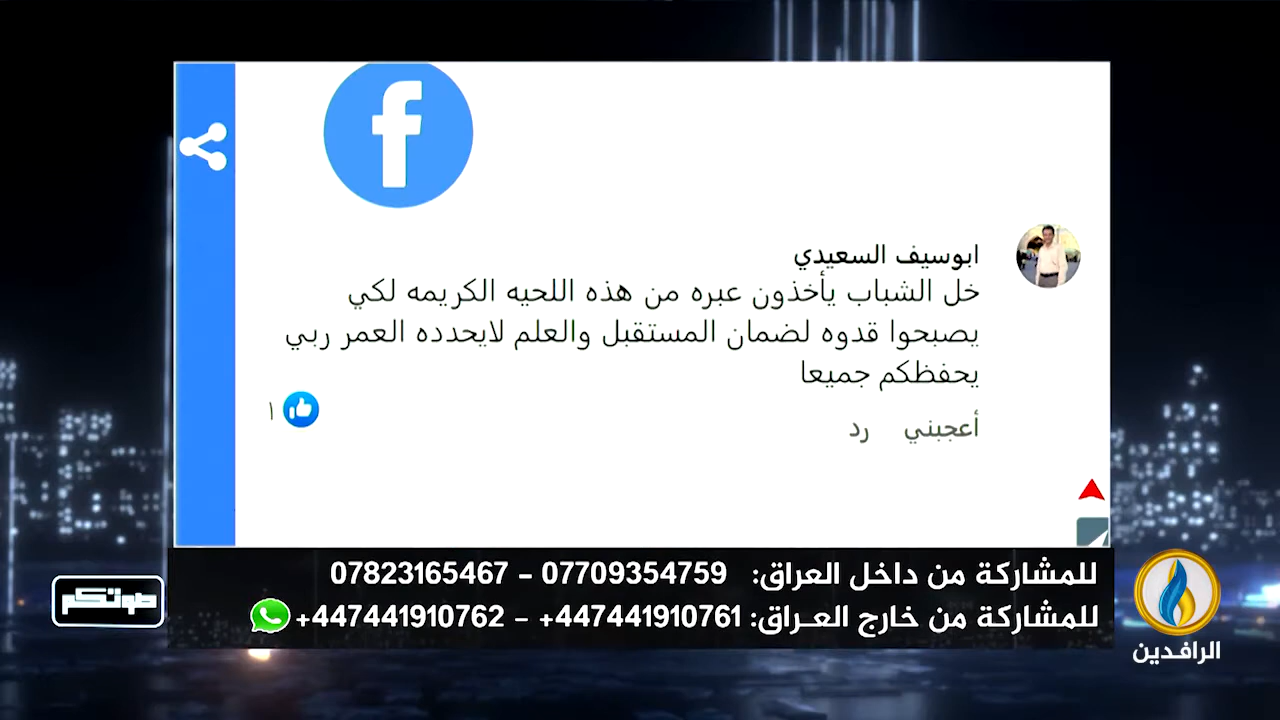 ابوسيف السعيدي
خل الشباب يأخذون عبره من هذه اللحيه الكريمه لكي
يصبحوا قدوه لضمان المستقبل والعلم لايحدده العمر ربي
يحفظكم جميعا
١
أعجبني رد
للمشاركة من داخل العراق: 07709354759 - 07823165467
للمشاركة من خارج العـراق: 447441910761+ - 447441910762+
صوتكم
الرافدين